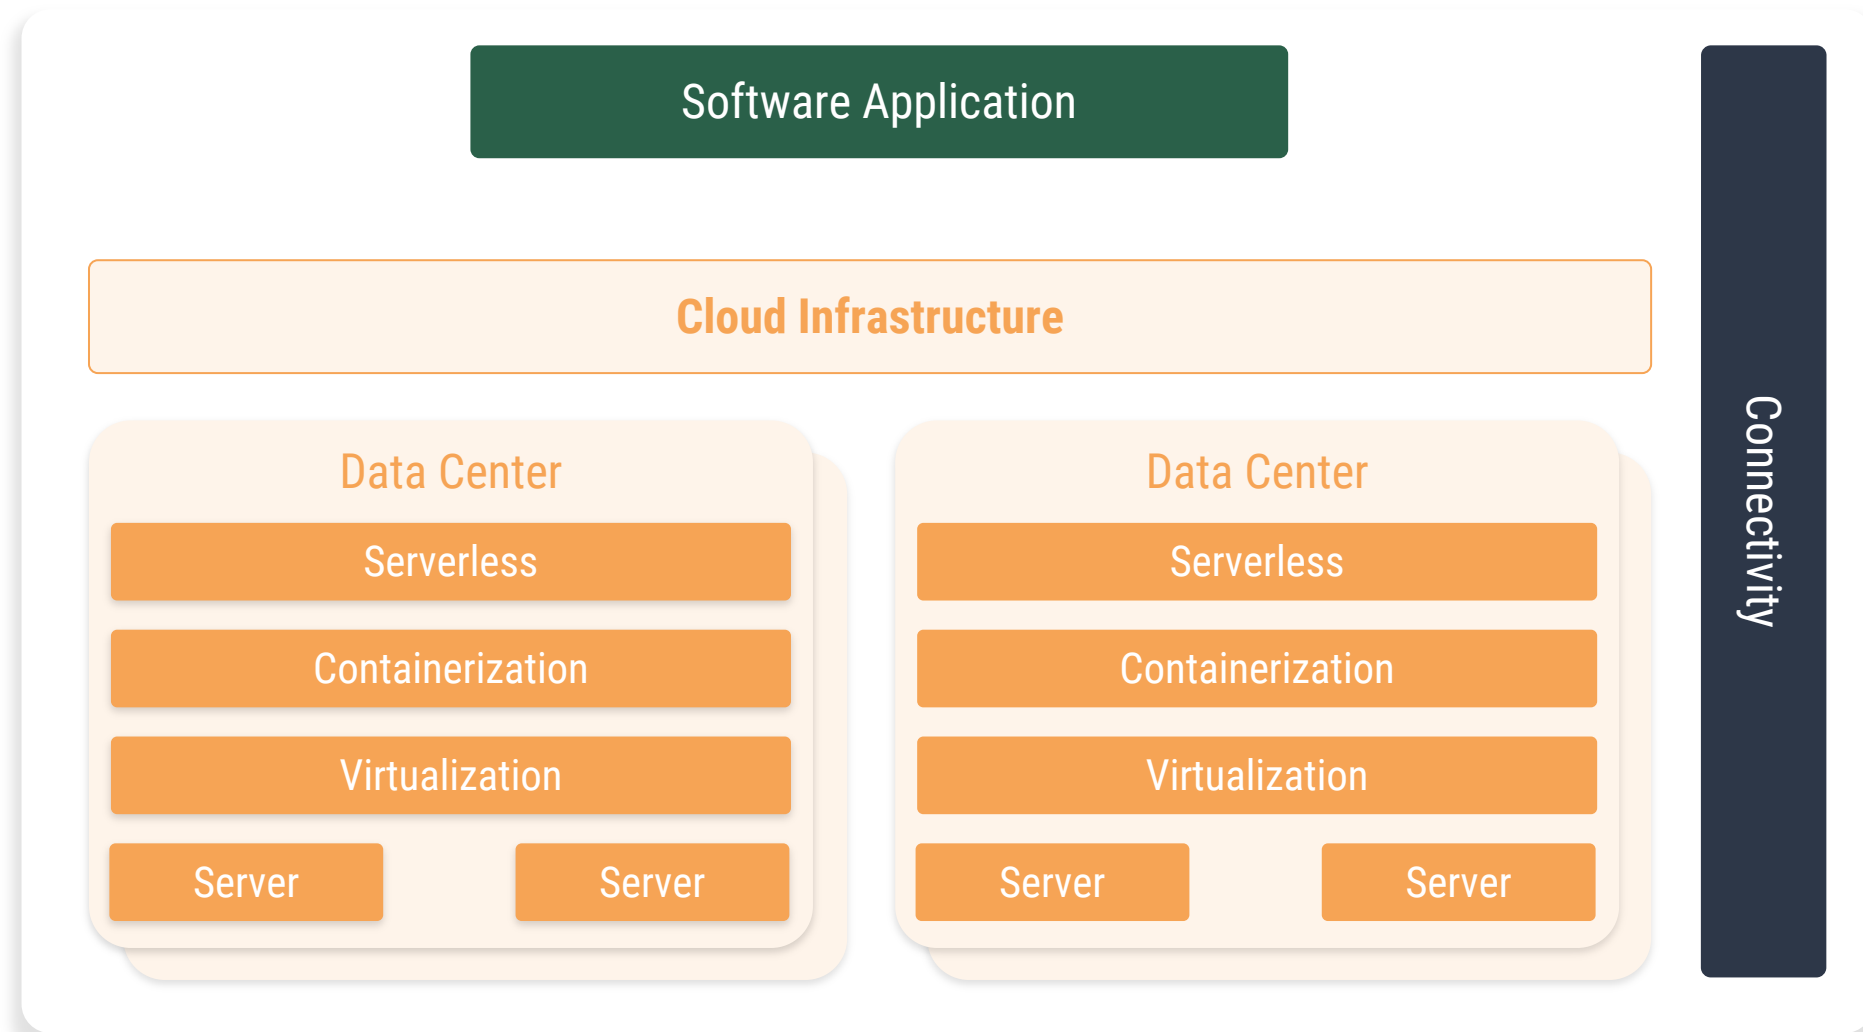 Software Application
Cloud Infrastructure
Data Center
Serverless
Containerization
Virtualization
Server
Server
Data Center
Serverless
Containerization
Virtualization
Server
Server
Connectivity